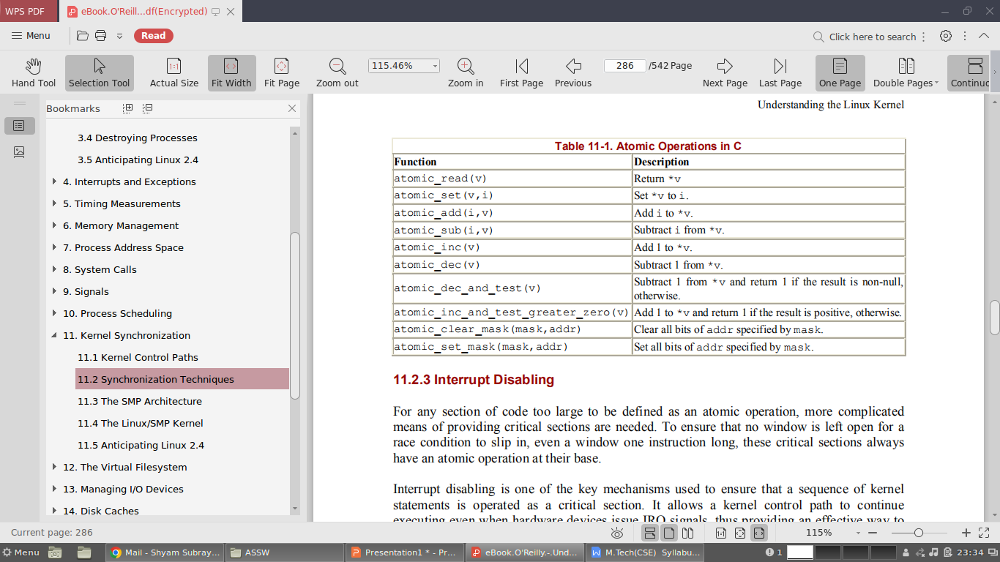 WPS PDF
eBook.O'Reill...df(Encrypted)
Menu
Read
Click here to search
Hand Tool
Selection Tool
Actual Size
Fit Width
Fit Page
Zoom out
115.46%
Zoom in
First Page
Previous
286 /542 Page
Next Page
Last Page
One Page
Double Pages
Continuc
Bookmarks
3.4 Destroying Processes
3.5 Anticipating Linux 2.4
4. Interrupts and Exceptions
5. Timing Measurements
6. Memory Management
7. Process Address Space
8. System Calls
9. Signals
10. Process Scheduling
11. Kernel Synchronization
11.1 Kernel Control Paths
11.2 Synchronization Techniques
11.3 The SMP Architecture
11.4 The Linux/SMP Kernel
11.5 Anticipating Linux 2.4
12. The Virtual Filesystem
13. Managing I/O Devices
14. Disk Caches
Understanding the Linux Kernel
Table 11-1. Atomic Operations in C
Function Description
atomic_read(v) Return *v
atomic_set(v,i) Set *v to i.
atomic_add(i,v) Add i to *v.
atomic_sub(i,v) Subtract i from *v.
atomic_inc(v) Add 1 to *v.
atomic_dec(v) Subtract 1 from *v.
atomic_dec_and_test(v) Subtract 1 from *v and return 1 if the result is non-null,
otherwise.
atomic_inc_and_test_greater_zero(v) Add 1 to *v and return 1 if the result is positive, otherwise.
atomic_clear_mask(mask,addr) Clear all bits of addr specified by mask.
atomic_set_mask(mask,addr) Set all bits of addr specified by mask.
11.2.3 Interrupt Disabling
For any section of code too large to be defined as an atomic operation, more complicated
means of providing critical sections are needed. To ensure that no window is left open for a
race condition to slip in, even a window one instruction long, these critical sections always
have an atomic operation at their base.
Interrupt disabling is one of the key mechanisms used to ensure that a sequence of kernel
statements is operated as a critical section. It allows a kernel control path to continue
executing even when hardware devices issue IRQ signals, thus providing an effective way to
Current page: 286
115%
Menu
Mail - Shyam Subray...
ASSW
Presentation1 * - Pr...
eBook.O'Reilly.-.Und...
M.Tech(CSE) Syllabu...
1
23:34